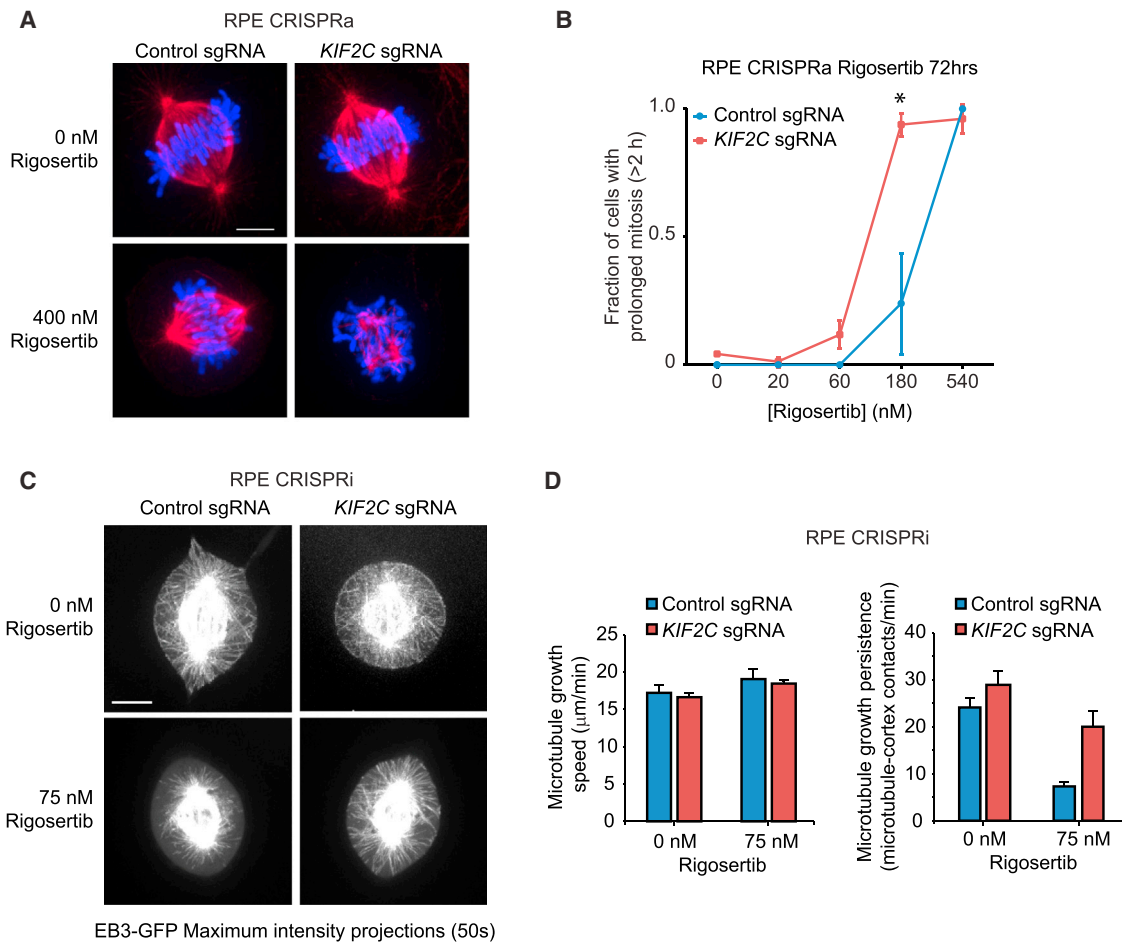 A
RPE CRISPRa
Control sgRNA
KIF2C sgRNA
0 nM
Rigosertib
400 nM
Rigosertib
B
RPE CRISPRa Rigosertib 72hrs
Control sgRNA
KIF2C sgRNA
*
Fraction of cells with
prolonged mitosis (>2 h)
1.0
0.5
0
0 20 60 180 540
[Rigosertib] (nM)
C
RPE CRISPRi
Control sgRNA
KIF2C sgRNA
0 nM
Rigosertib
75 nM
Rigosertib
EB3-GFP Maximum intensity projections (50s)
D
RPE CRISPRi
Control sgRNA
KIF2C sgRNA
Microtubule growth
speed (μm/min)
25
20
15
10
5
0
0 nM 75 nM
Rigosertib
Control sgRNA
KIF2C sgRNA
Microtubule growth persistence
(microtubule-cortex contacts/min)
40
30
20
10
0
0 nM 75 nM
Rigosertib